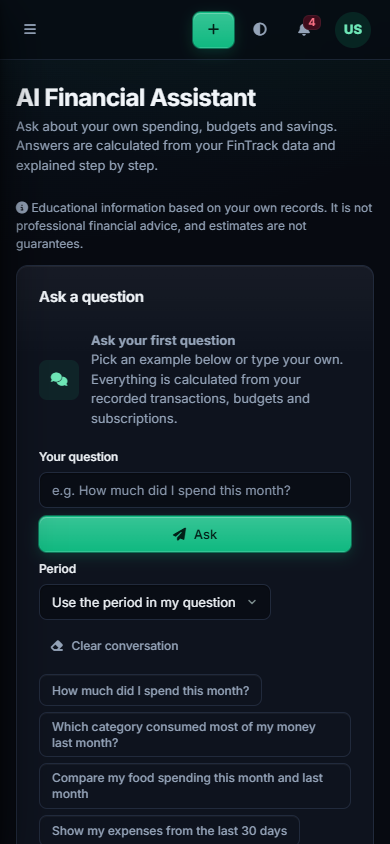 +
4
US
AI Financial Assistant
Ask about your own spending, budgets and savings.
Answers are calculated from your FinTrack data and
explained step by step.
Educational information based on your own records. It is not
professional financial advice, and estimates are not
guarantees.
Ask a question
Ask your first question
Pick an example below or type your own.
Everything is calculated from your
recorded transactions, budgets and
subscriptions.
Your question
e.g. How much did I spend this month?
Ask
Period
Use the period in my question
Clear conversation
How much did I spend this month?
Which category consumed most of my money
last month?
Compare my food spending this month and last
month
Show my expenses from the last 30 days